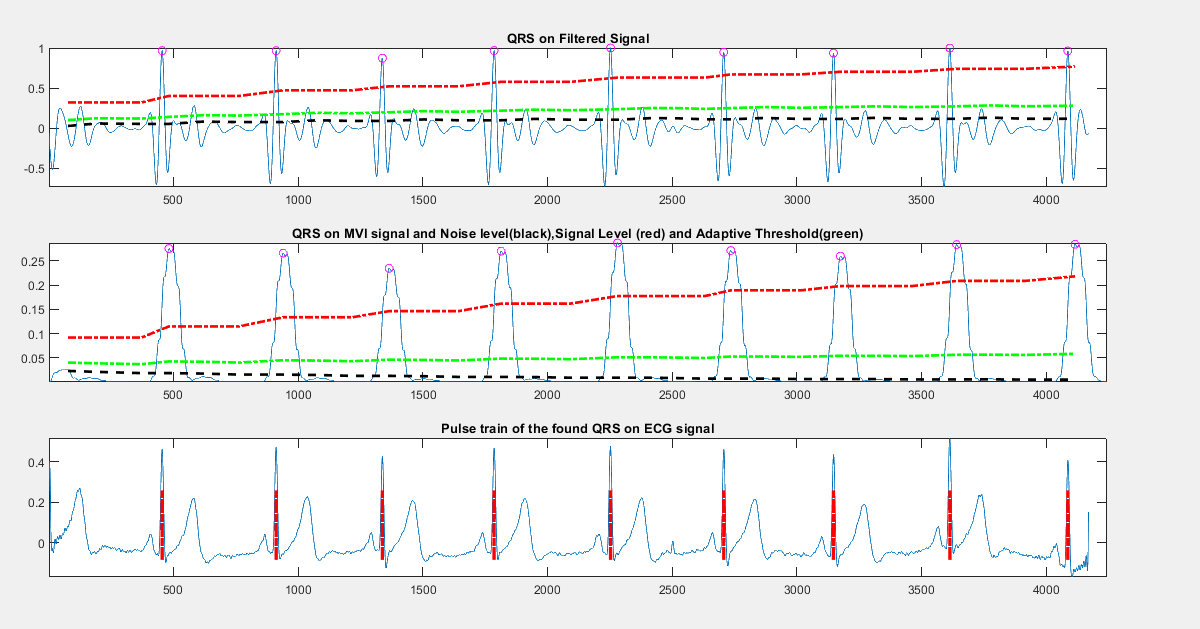 QRS on Filtered Signal
1
0.5
0
-0.5
500 1000 1500 2000 2500 3000 3500 4000
QRS on MVI signal and Noise level(black),Signal Level (red) and Adaptive Threshold(green)
0.25
0.2
0.15
0.1
0.05
500 1000 1500 2000 2500 3000 3500 4000
Pulse train of the found QRS on ECG signal
0.4
0.2
0
500 1000 1500 2000 2500 3000 3500 4000